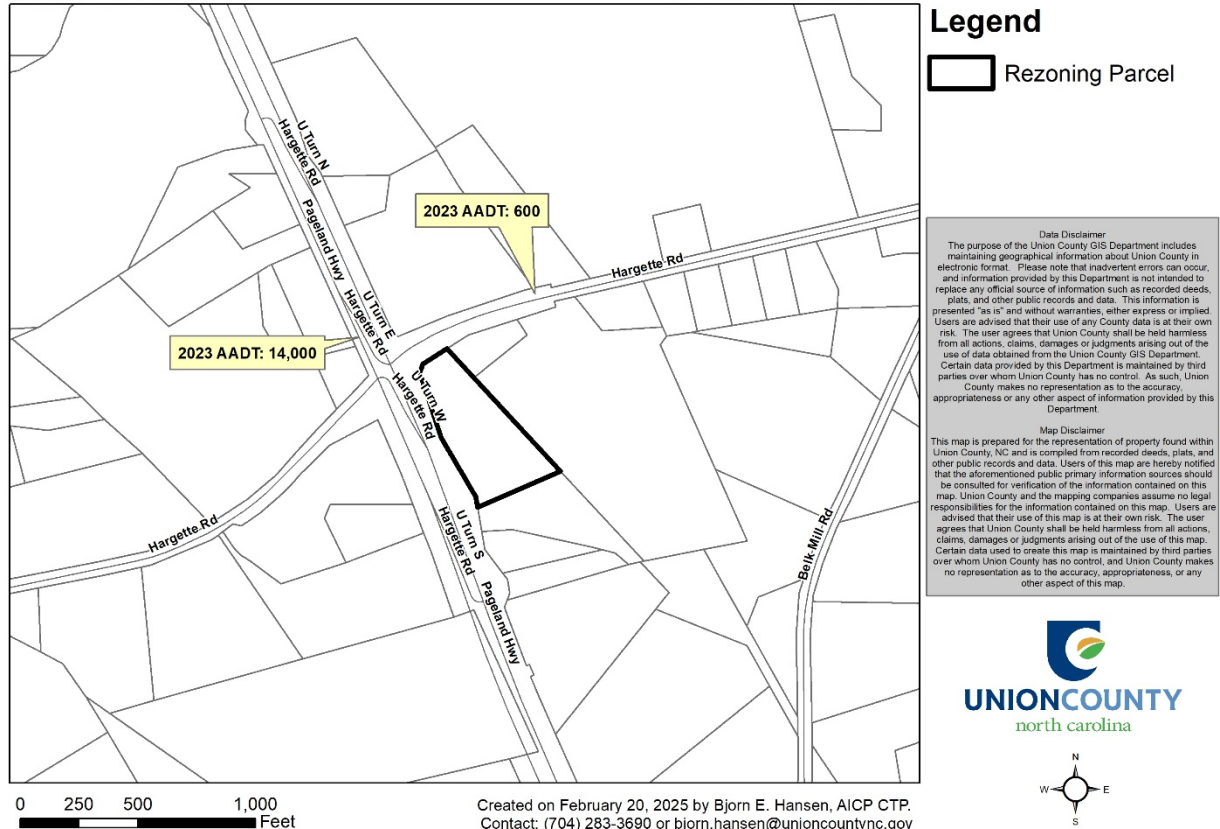 Legend
Rezoning Parcel
U Turn N
Hargette Rd
Pageland Hwy
2023 AADT: 600
Hargette Rd
U Turn E
Hargette Rd
2023 AADT: 14,000
U Turn W
Hargette Rd
Hargette Rd
U Turn S
Hargette Rd
Pageland Hwy
Belk-Mill-Rd
Data Disclaimer
The purpose of the Union County GIS Department includes
maintaining geographical information about Union County in
electronic format. Please note that inadvertent errors can occur,
and information provided by this Department is not intended to
replace any official source of information such as recorded deeds,
plats, and other public records and data. This information is
presented "as is" and without warranties, either express or implied.
Users are advised that their use of any County data is at their own
risk. The user agrees that Union County shall be held harmless
from all actions, claims, damages or judgments arising out of the
use of data obtained from the Union County GIS Department.
Certain data provided by this Department is maintained by third
parties over whom Union County has no control. As such, Union
County makes no representation as to the accuracy,
appropriateness or any other aspect of information provided by this
Department.
Map Disclaimer
This map is prepared for the representation of property found within
Union County, NC and is compiled from recorded deeds, plats, and
other public records and data. Users of this map are hereby notified
that the aforementioned public primary information sources should
be consulted for verification of the information contained on this
map. Union County and the mapping companies assume no legal
responsibilities for the information contained on this map. Users are
advised that their use of this map is at their own risk. The user
agrees that Union County shall be held harmless from all actions,
claims, damages or judgments arising out of the use of this map.
Certain data used to create this map is maintained by third parties
over whom Union County has no control, and Union County makes
no representation as to the accuracy, appropriateness, or any
other aspect of this map.
UNIONCOUNTY
north carolina
N
W E
S
0 250 500 1,000
Feet
Created on February 20, 2025 by Bjorn E. Hansen, AICP CTP.
Contact: (704) 283-3690 or bjorn.hansen@unioncountync.gov